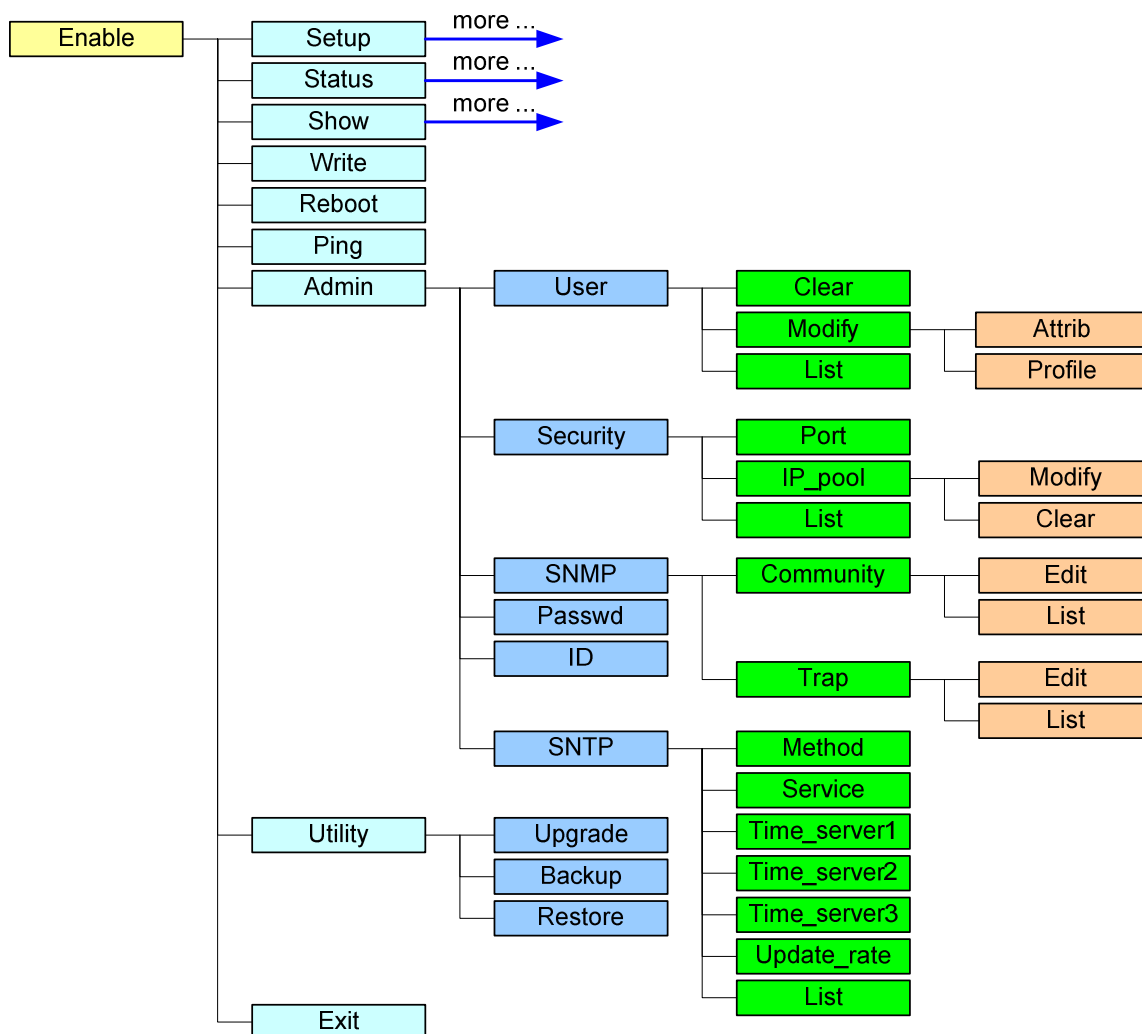 Enable
Setup
more ...
Status
more ...
Show
more ...
Write
Reboot
Ping
Admin
User
Clear
Modify
Attrib
Profile
List
Security
Port
IP_pool
Modify
Clear
List
SNMP
Community
Edit
List
Passwd
ID
Trap
Edit
List
SNTP
Method
Service
Time_server1
Time_server2
Time_server3
Update_rate
List
Utility
Upgrade
Backup
Restore
Exit